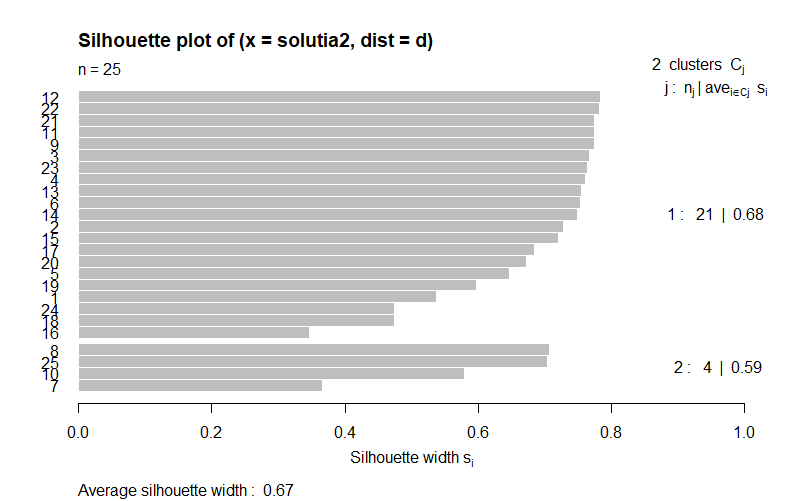 Silhouette plot of (x = solutia2, dist = d)
n = 25
2 clusters Cj
j : nj | avei∈Cj si
12
22
21
11
9
3
23
4
13
6
14
1 : 21 | 0.68
2
15
17
20
5
19
1
24
18
16
8
25
10
2 : 4 | 0.59
7
0.0 0.2 0.4 0.6 0.8 1.0
Silhouette width si
Average silhouette width : 0.67